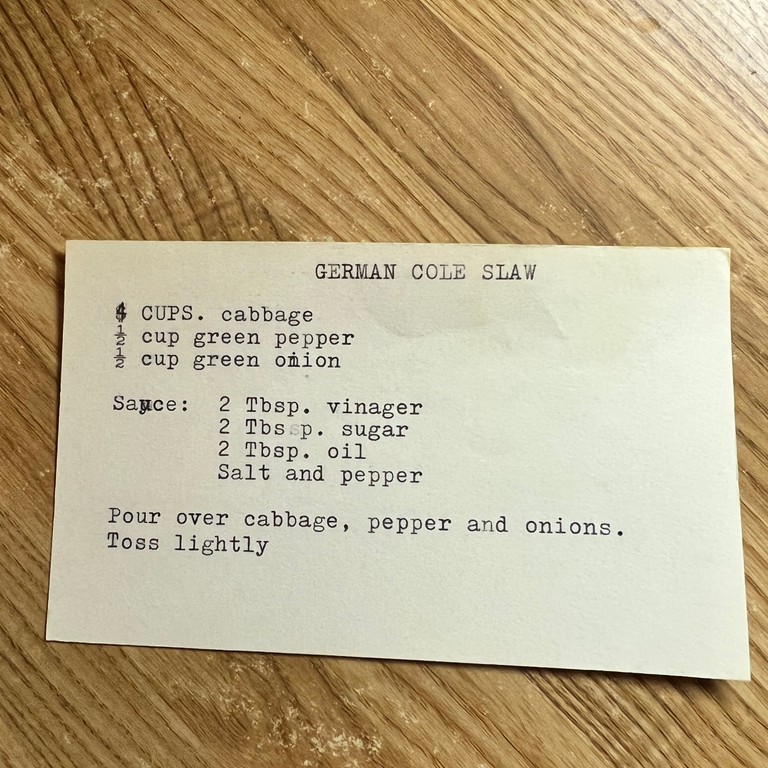 GERMAN COLE SLAW
4 CUPS. cabbage
½ cup green pepper
½ cup green onion
Sauce: 2 Tbsp. vinager
2 Tbsp. sugar
2 Tbsp. oil
Salt and pepper
Pour over cabbage, pepper and onions.
Toss lightly